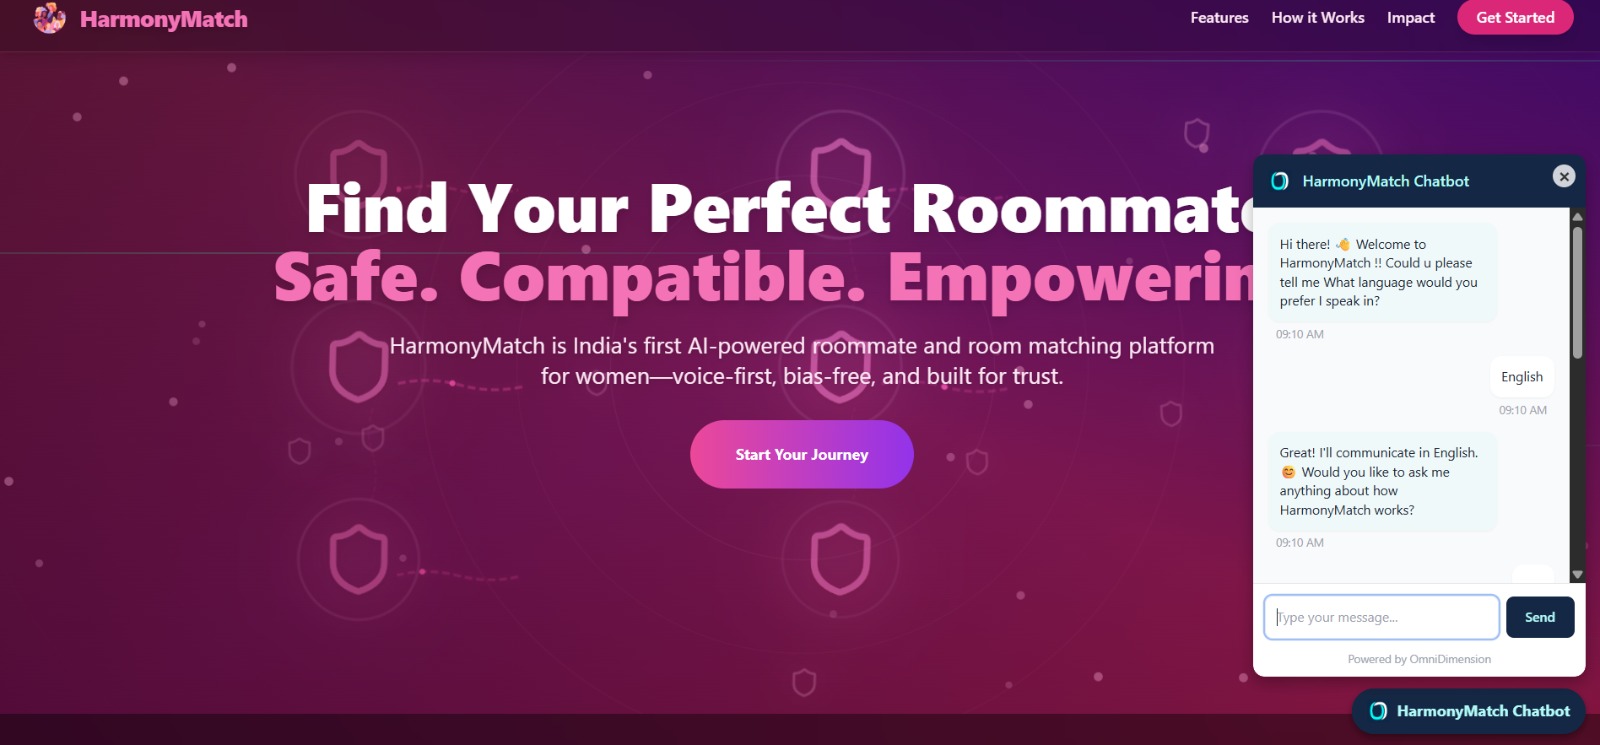 HarmonyMatch
Features
How it Works
Impact
Get Started
Find Your Perfect Roommate
Safe. Compatible. Empowerin
HarmonyMatch is India's first AI-powered roommate and room matching platform
for women—voice-first, bias-free, and built for trust.
Start Your Journey
HarmonyMatch Chatbot
Hi there! 👋 Welcome to
HarmonyMatch !! Could u please
tell me What language would you
prefer I speak in?
09:10 AM
English
09:10 AM
Great! I'll communicate in English.
😊 Would you like to ask me
anything about how
HarmonyMatch works?
09:10 AM
Type your message...
Send
Powered by OmniDimension
HarmonyMatch Chatbot